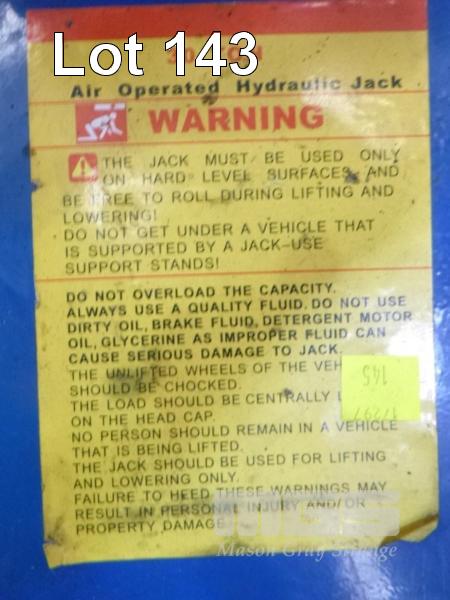 Lot 143
Air Operated Hydraulic Jack
WARNING
THE JACK MUST BE USED ONLY
ON HARD LEVEL SURFACES, AND
BE FREE TO ROLL DURING LIFTING AND
LOWERING!
DO NOT GET UNDER A VEHICLE THAT
IS SUPPORTED BY A JACK-USE
SUPPORT STANDS!
DO NOT OVERLOAD THE CAPACITY.
ALWAYS USE A QUALITY FLUID. DO NOT USE
DIRTY OIL, BRAKE FLUID, DETERGENT MOTOR
OIL, GLYCERINE AS IMPROPER FLUID CAN
CAUSE SERIOUS DAMAGE TO JACK.
THE UNLIFTED WHEELS OF THE
SHOULD BE CHOCKED.
145
THE LOAD SHOULD BE CENTRALLY
ON THE HEAD CAP.
17297
NO PERSON SHOULD REMAIN IN A VEHICLE
THAT IS BEING LIFTED.
THE JACK SHOULD BE USED FOR LIFTING
AND LOWERING ONLY.
FAILURE TO HEED THESE WARNINGS MAY
RESULT IN PERSONAL INJURY AND/OR
PROPERTY DAMAGE
MGS
Mason Gray Strange